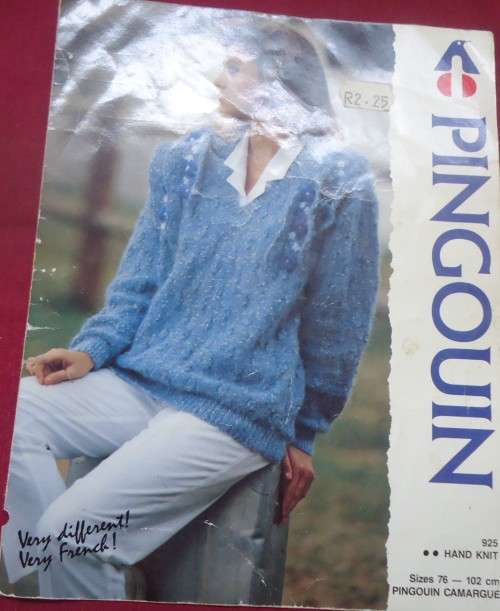 R2.25
PINGOUIN
Very different!
Very French!
925
●● HAND KNIT
Sizes 76 — 102 cm
PINGOUIN CAMARGUE